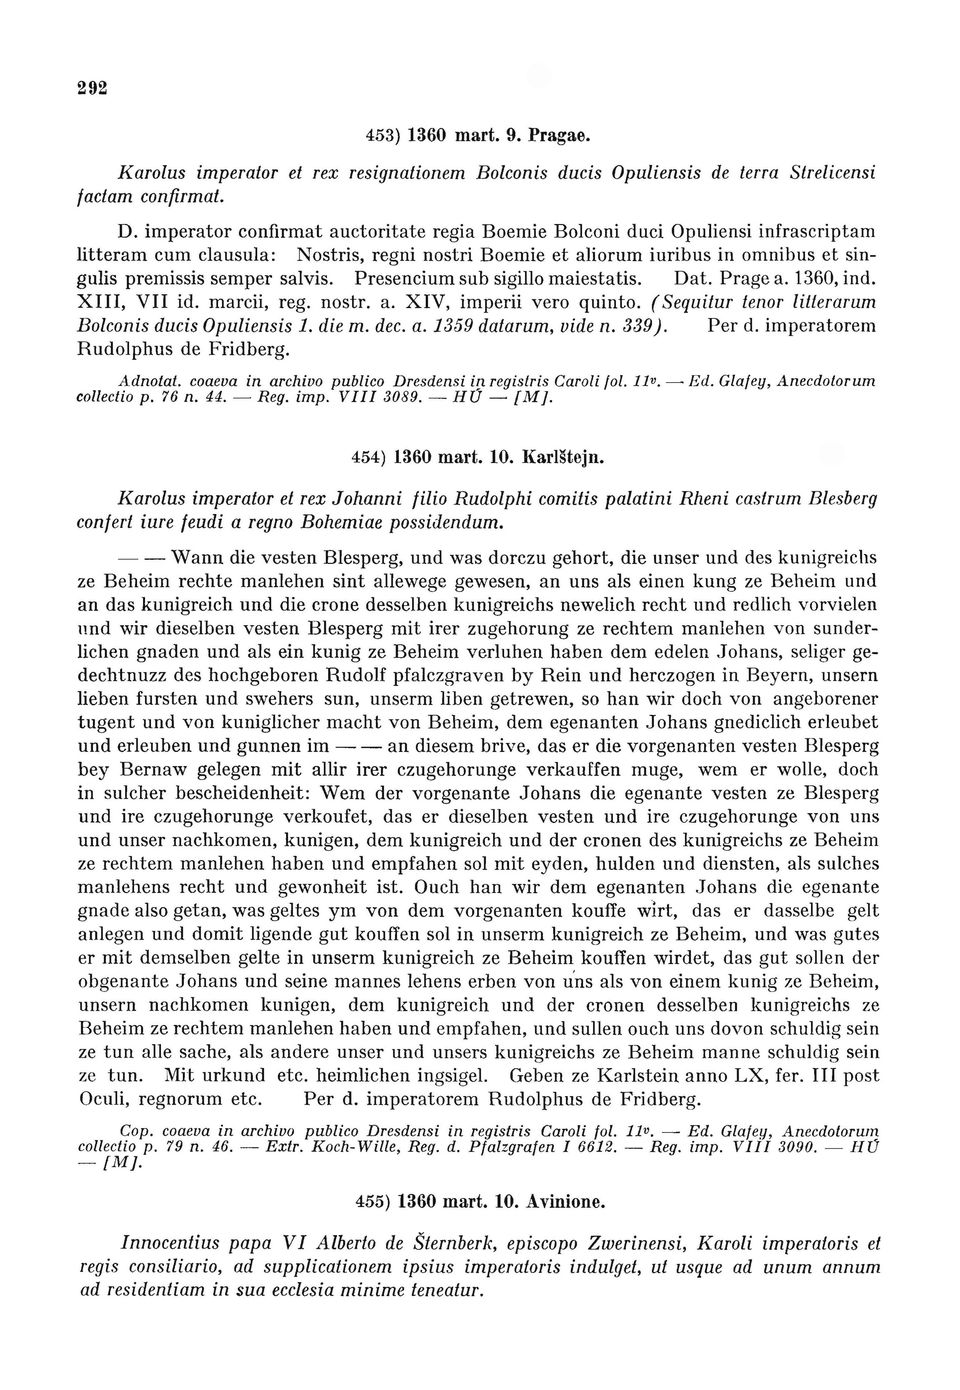 292
453) 1360 mart. 9. Pragae.
Karolus imperator et rex resignationem Bolconis ducis Opuliensis de terra Strelicensi
factam confirmat.
D. imperator confirmat auctoritate regia Boemie Bolconi duci Opuliensi infrascriptam
litteram cum clausula: Nostris, regni nostri Boemie et aliorum iuribus in omnibus et sin-
gulis premissis semper salvis. Presencium sub sigillo maiestatis. Dat. Prage a. 1360, ind.
XIII, VII id. marcii, reg. nostr. a. XIV, imperii vero quinto. (Sequitur tenor litterarum
Bolconis ducis Opuliensis 1. die m. dec. a. 1359 datarum, vide n. 339). Per d. imperatorem
Rudolphus de Fridberg.
Adnotat. coaeva in archivo publico Dresdensi in registris Caroli fol. 11v. — Ed. Glafey, Anecdotorum
collectio p. 76 n. 44. — Reg. imp. VIII 3089. — HÚ — [M].
454) 1360 mart. 10. Karlštejn.
Karolus imperator et rex Johanni filio Rudolphi comitis palatini Rheni castrum Blesberg
confert iure feudi a regno Bohemiae possidendum.
— — Wann die vesten Blesperg, und was dorczu gehort, die unser und des kunigreichs
ze Beheim rechte manlehen sint allewege gewesen, an uns als einen kung ze Beheim und
an das kunigreich und die crone desselben kunigreichs newelich recht und redlich vorvielen
und wir dieselben vesten Blesperg mit irer zugehorung ze rechtem manlehen von sunder-
lichen gnaden und als ein kunig ze Beheim verluhen haben dem edelen Johans, seliger ge-
dechtnuzz des hochgeboren Rudolf pfalczgraven by Rein und herczogen in Beyern, unsern
lieben fursten und swehers sun, unserm liben getrewen, so han wir doch von angeborener
tugent und von kuniglicher macht von Beheim, dem egenanten Johans gnediclich erleubet
und erleuben und gunnen im — — an diesem brive, das er die vorgenanten vesten Blesperg
bey Bernaw gelegen mit allir irer czugehorunge verkauffen muge, wem er wolle, doch
in sulcher bescheidenheit: Wem der vorgenante Johans die egenante vesten ze Blesperg
und ire czugehorunge verkoufet, das er dieselben vesten und ire czugehorunge von uns
und unser nachkomen, kunigen, dem kunigreich und der cronen des kunigreichs ze Beheim
ze rechtem manlehen haben und empfahen sol mit eyden, hulden und diensten, als sulches
manlehens recht und gewonheit ist. Ouch han wir dem egenanten Johans die egenante
gnade also getan, was geltes ym von dem vorgenanten kouffe wirt, das er dasselbe gelt
anlegen und domit ligende gut kouffen sol in unserm kunigreich ze Beheim, und was gutes
er mit demselben gelte in unserm kunigreich ze Beheim kouffen wirdet, das gut sollen der
obgenante Johans und seine mannes lehens erben von uns als von einem kunig ze Beheim,
unsern nachkomen kunigen, dem kunigreich und der cronen desselben kunigreichs ze
Beheim ze rechtem manlehen haben und empfahen, und sullen ouch uns dovon schuldig sein
ze tun alle sache, als andere unser und unsers kunigreichs ze Beheim manne schuldig sein
ze tun. Mit urkund etc. heimlichen ingsigel. Geben ze Karlstein anno LX, fer. III post
Oculi, regnorum etc. Per d. imperatorem Rudolphus de Fridberg.
Cop. coaeva in archivo publico Dresdensi in registris Caroli fol. 11v. — Ed. Glafey, Anecdotorum
collectio p. 79 n. 46. — Extr. Koch-Wille, Reg. d. Pfalzgrafen I 6612. — Reg. imp. VIII 3090. — HÚ
— [M].
455) 1360 mart. 10. Avinione.
Innocentius papa VI Alberto de Šternberk, episcopo Zwerinensi, Karoli imperatoris et
regis consiliario, ad supplicationem ipsius imperatoris indulget, ut usque ad unum annum
ad residentiam in sua ecclesia minime teneatur.